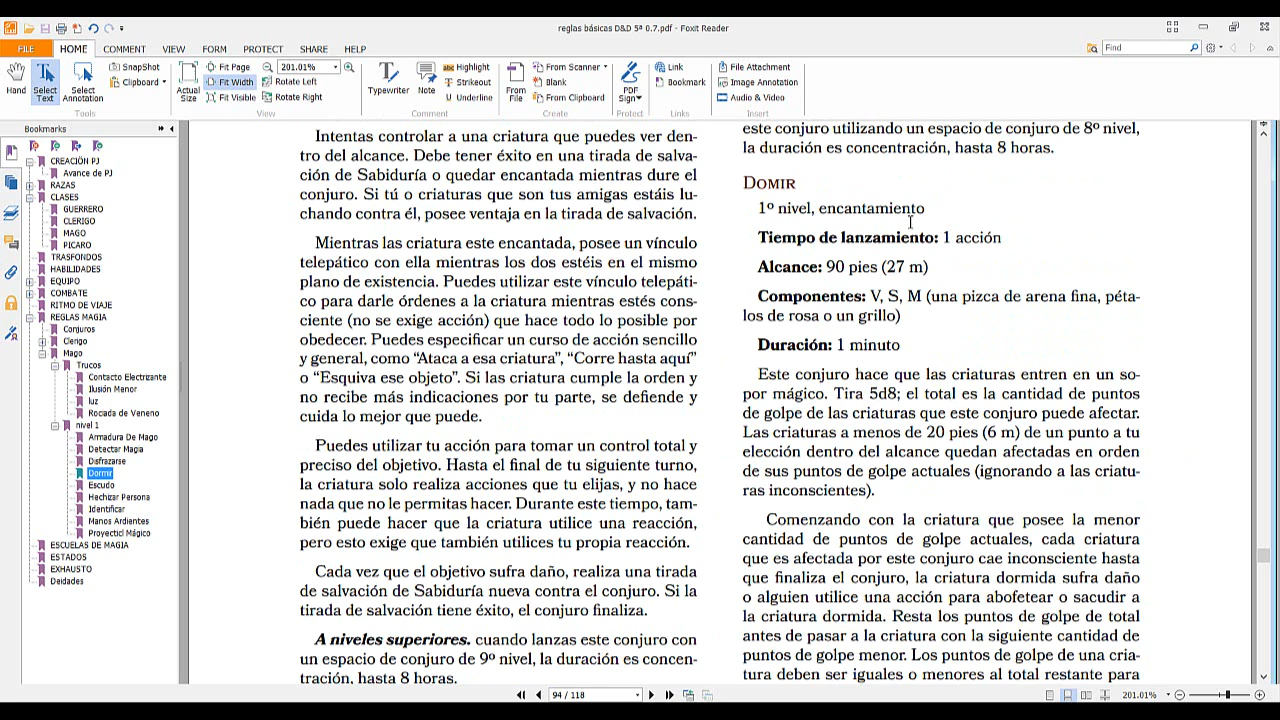 reglas básicas D&D 5ª 0.7.pdf - Foxit Reader
FILE HOME COMMENT VIEW FORM PROTECT SHARE HELP
Find
Hand
Select Text
Select Annotation
SnapShot
Clipboard
Tools
Actual Size
Fit Page
Fit Width
Fit Visible
201.01%
Rotate Left
Rotate Right
View
Typewriter
Note
Highlight
Strikeout
Underline
Comment
From File
From Scanner
Blank
From Clipboard
Create
PDF Sign
Protect
Link
Bookmark
Links
File Attachment
Image Annotation
Audio & Video
Insert
Bookmarks
CREACIÓN PJ
Avance de PJ
RAZAS
CLASES
GUERRERO
CLERIGO
MAGO
PICARO
TRASFONDOS
HABILIDADES
EQUIPO
COMBATE
RITMO DE VIAJE
REGLAS MAGIA
Conjuros
Clerigo
Mago
Trucos
Contacto Electrizante
Ilusión Menor
luz
Rocada de Veneno
nivel 1
Armadura De Mago
Detectar Magia
Disfrazarse
Dormir
Escudo
Hechizar Persona
Identificar
Manos Ardientes
Proyectil Mágico
ESCUELAS DE MAGIA
ESTADOS
EXHAUSTO
Deidades
Intentas controlar a una criatura que puedes ver den-
tro del alcance. Debe tener éxito en una tirada de salva-
ción de Sabiduría o quedar encantada mientras dure el
conjuro. Si tú o criaturas que son tus amigas estáis lu-
chando contra él, posee ventaja en la tirada de salvación.
Mientras las criatura este encantada, posee un vínculo
telepático con ella mientras los dos estéis en el mismo
plano de existencia. Puedes utilizar este vínculo telepáti-
co para darle órdenes a la criatura mientras estés cons-
ciente (no se exige acción) que hace todo lo posible por
obedecer. Puedes especificar un curso de acción sencillo
y general, como “Ataca a esa criatura”, “Corre hasta aquí”
o “Esquiva ese objeto”. Si las criatura cumple la orden y
no recibe más indicaciones por tu parte, se defiende y
cuida lo mejor que puede.
Puedes utilizar tu acción para tomar un control total y
preciso del objetivo. Hasta el final de tu siguiente turno,
la criatura solo realiza acciones que tu elijas, y no hace
nada que no le permitas hacer. Durante este tiempo, tam-
bién puede hacer que la criatura utilice una reacción,
pero esto exige que también utilices tu propia reacción.
Cada vez que el objetivo sufra daño, realiza una tirada
de salvación de Sabiduría nueva contra el conjuro. Si la
tirada de salvación tiene éxito, el conjuro finaliza.
A niveles superiores. cuando lanzas este conjuro con
un espacio de conjuro de 9º nivel, la duración es concen-
tración, hasta 8 horas.
este conjuro utilizando un espacio de conjuro de 8º nivel,
la duración es concentración, hasta 8 horas.
DOMIR
1º nivel, encantamiento
Tiempo de lanzamiento: 1 acción
Alcance: 90 pies (27 m)
Componentes: V, S, M (una pizca de arena fina, péta-
los de rosa o un grillo)
Duración: 1 minuto
Este conjuro hace que las criaturas entren en un so-
por mágico. Tira 5d8; el total es la cantidad de puntos
de golpe de las criaturas que este conjuro puede afectar.
Las criaturas a menos de 20 pies (6 m) de un punto a tu
elección dentro del alcance quedan afectadas en orden
de sus puntos de golpe actuales (ignorando a las criatu-
ras inconscientes).
Comenzando con la criatura que posee la menor
cantidad de puntos de golpe actuales, cada criatura
que es afectada por este conjuro cae inconsciente hasta
que finaliza el conjuro, la criatura dormida sufra daño
o alguien utilice una acción para abofetear o sacudir a
la criatura dormida. Resta los puntos de golpe de total
antes de pasar a la criatura con la siguiente cantidad de
puntos de golpe menor. Los puntos de golpe de una cria-
tura deben ser iguales o menores al total restante para
94 / 118
201.01%